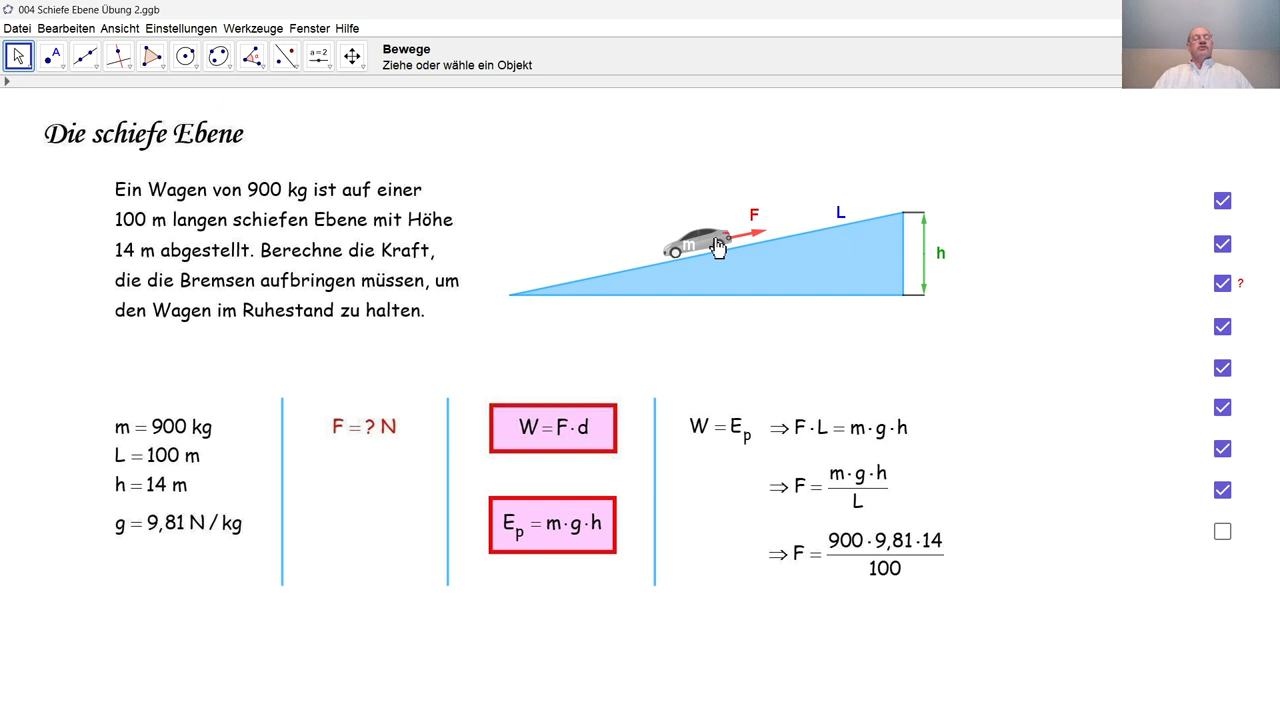 004 Schiefe Ebene Übung 2.ggb
Datei Bearbeiten Ansicht Einstellungen Werkzeuge Fenster Hilfe
A
a=2
Bewege
Ziehe oder wähle ein Objekt
Die schiefe Ebene
Ein Wagen von 900 kg ist auf einer
100 m langen schiefen Ebene mit Höhe
14 m abgestellt. Berechne die Kraft,
die die Bremsen aufbringen müssen, um
den Wagen im Ruhestand zu halten.
F
L
m
h
?
m = 900 kg
L = 100 m
h = 14 m
g = 9,81 N / kg
F = ? N
W = F · d
E_p = m · g · h
W = E_p ⇒ F · L = m · g · h
⇒ F = m · g · h / L
⇒ F = 900 · 9,81 · 14 / 100